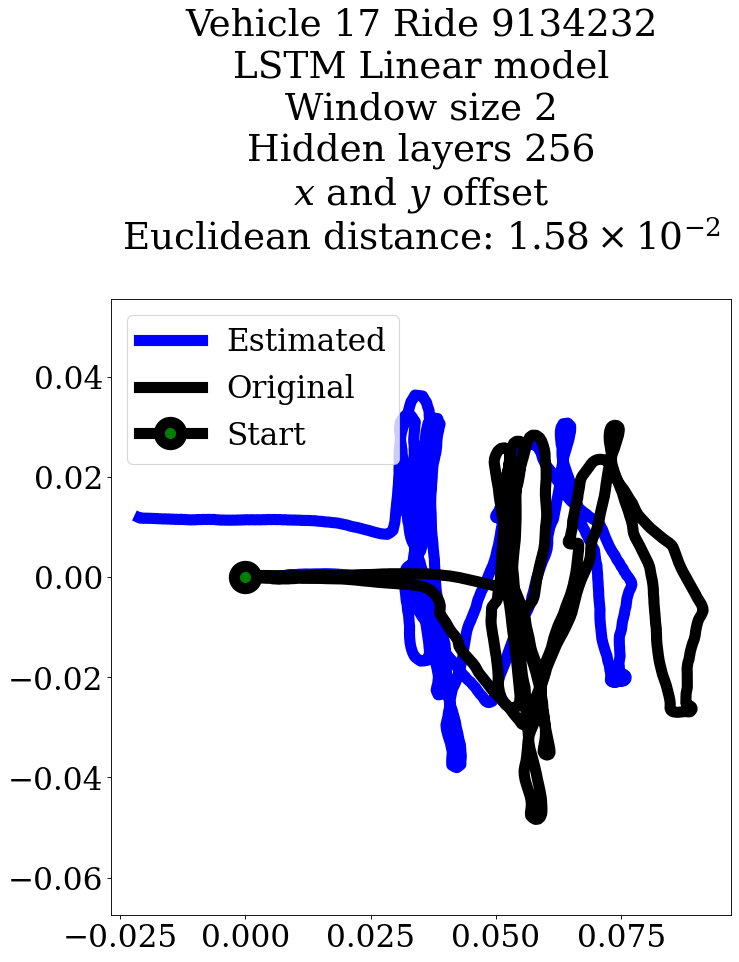 Vehicle 17 Ride 9134232
LSTM Linear model
Window size 2
Hidden layers 256
x and y offset
Euclidean distance: 1.58 × 10⁻²
Estimated
Original
Start
0.04
0.02
0.00
−0.02
−0.04
−0.06
−0.025 0.000 0.025 0.050 0.075